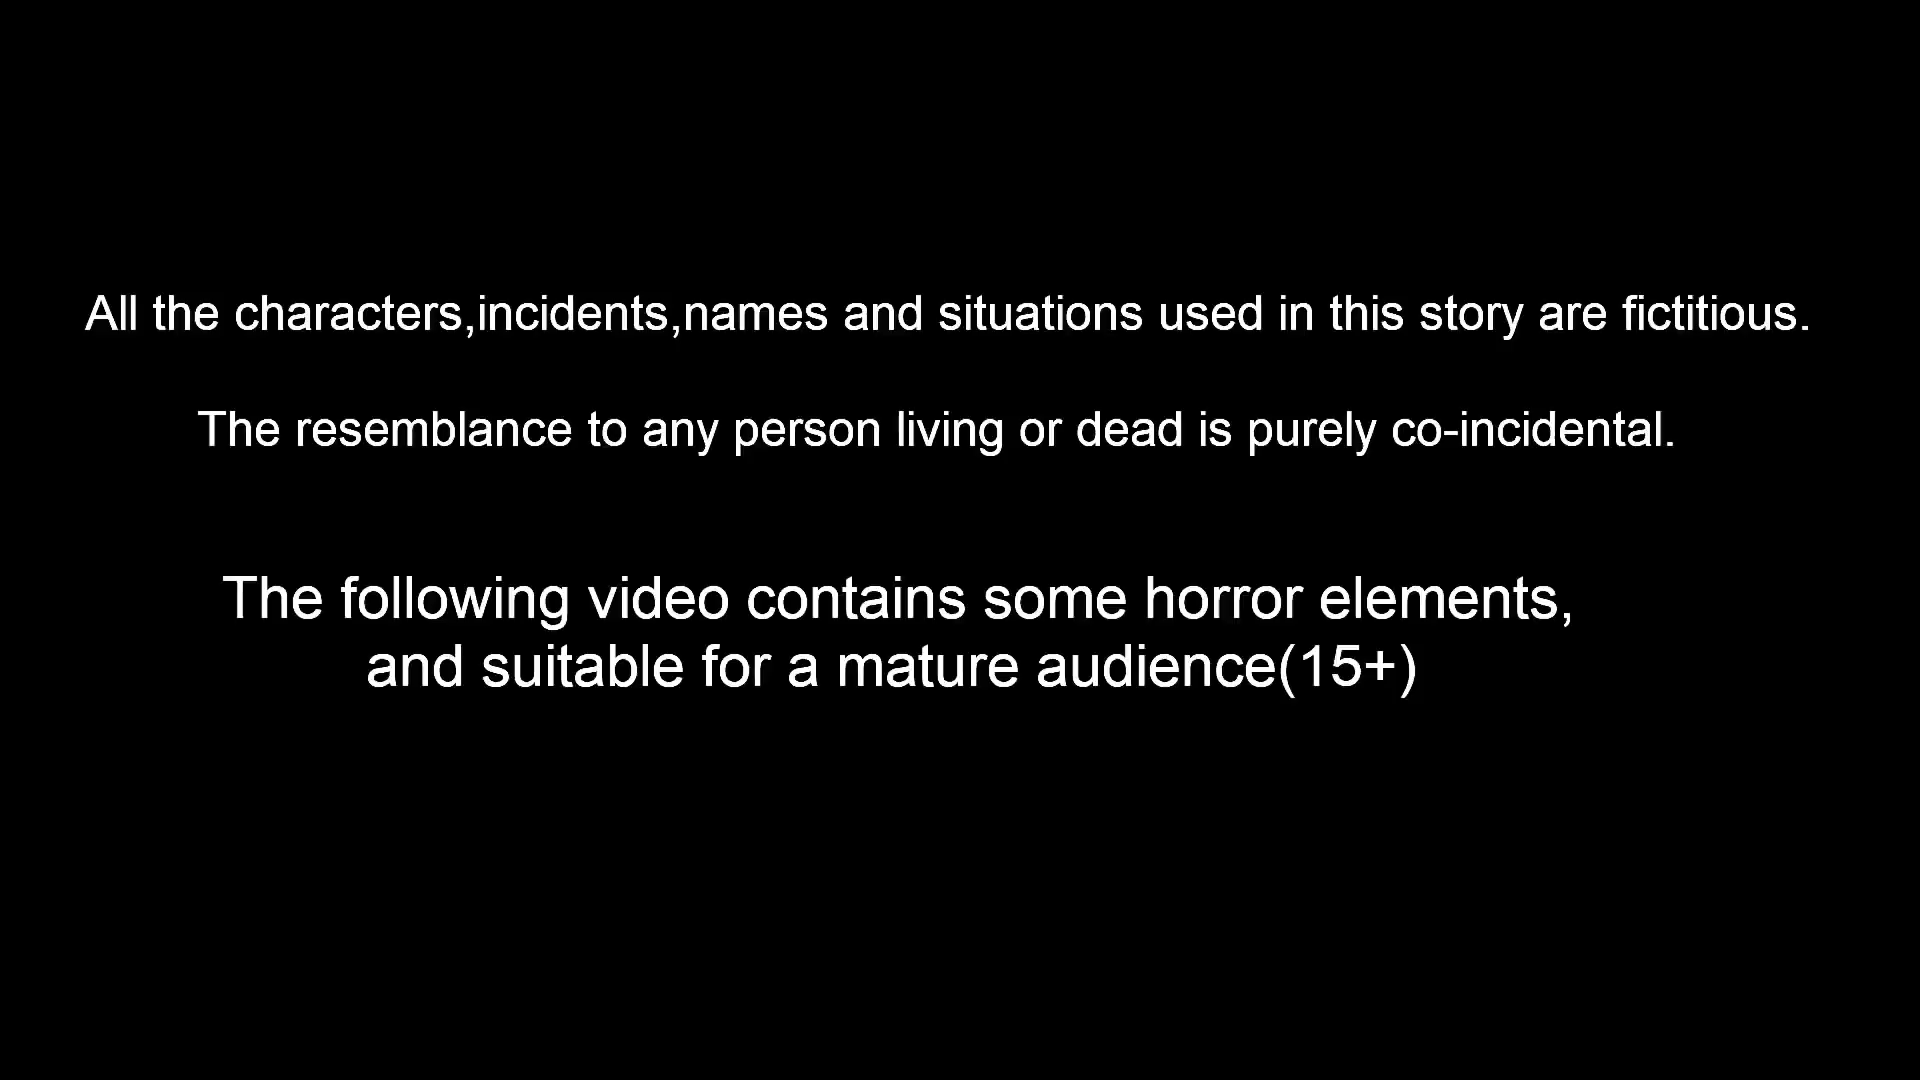 All the characters,incidents,names and situations used in this story are fictitious.
The resemblance to any person living or dead is purely co-incidental.
The following video contains some horror elements,
and suitable for a mature audience(15+)